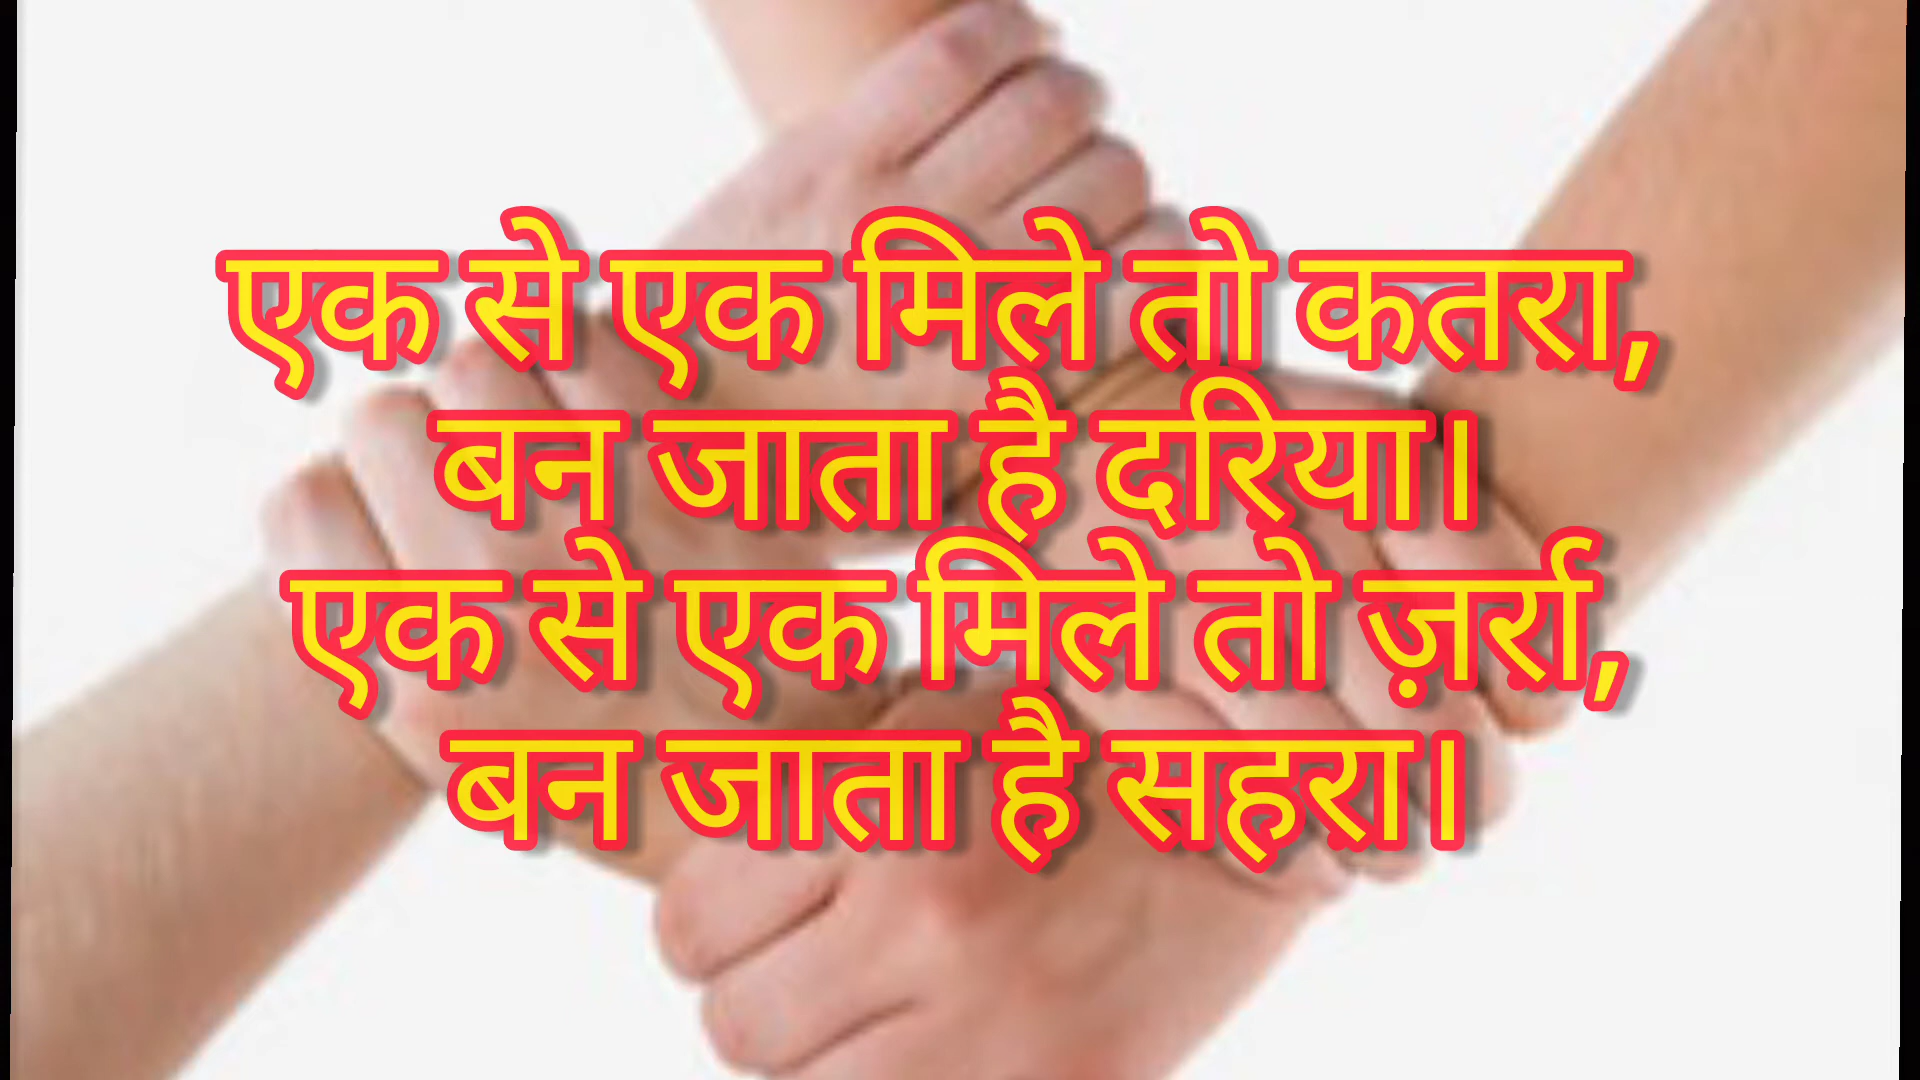 एक से एक मिले तो कतरा,
बन जाता है दरिया।
एक से एक मिले तो ज़र्रा,
बन जाता है सहरा।